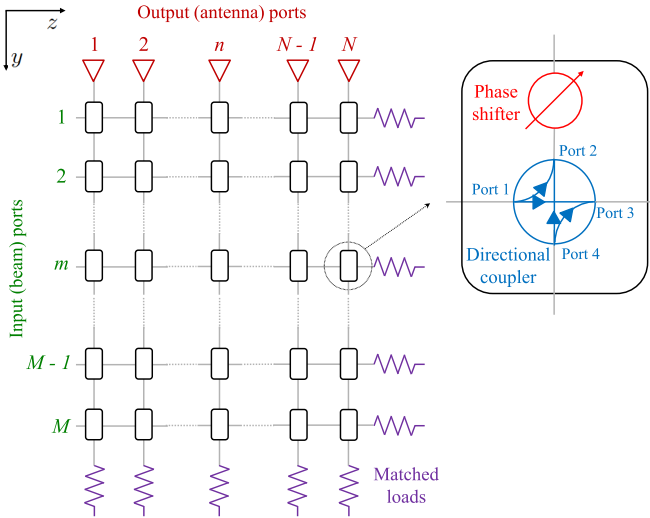 Output (antenna) ports
z
y
1 2 n N - 1 N
Input (beam) ports
1
2
m
M - 1
M
Matched
loads
Phase
shifter
Port 2
Port 1
Port 3
Directional
coupler
Port 4